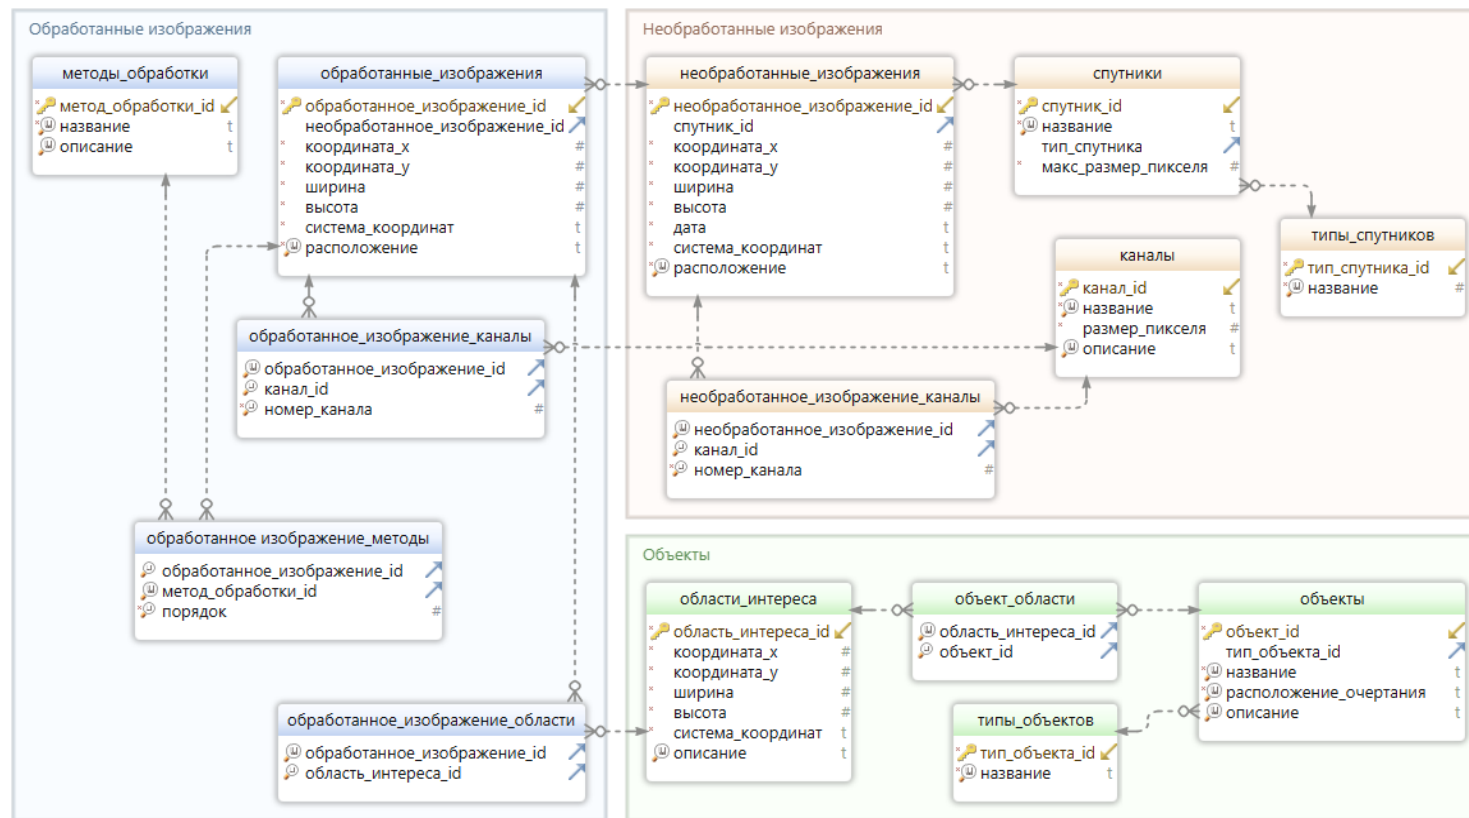 Обработанные изображения
методы_обработки
метод_обработки_id
название t
описание t
обработанные_изображения
обработанное_изображение_id
необработанное_изображение_id
координата_x #
координата_y #
ширина #
высота #
система_координат t
расположение t
обработанное_изображение_каналы
обработанное_изображение_id
канал_id
номер_канала #
обработанное изображение_методы
обработанное_изображение_id
метод_обработки_id
порядок #
обработанное_изображение_области
обработанное_изображение_id
область_интереса_id
Необработанные изображения
необработанные_изображения
необработанное_изображение_id
спутник_id
координата_x #
координата_y #
ширина #
высота #
дата t
система_координат t
расположение t
спутники
спутник_id
название t
тип_спутника
макс_размер_пикселя #
типы_спутников
тип_спутника_id
название #
каналы
канал_id
название t
размер_пикселя #
описание t
необработанное_изображение_каналы
необработанное_изображение_id
канал_id
номер_канала #
Объекты
области_интереса
область_интереса_id
координата_x #
координата_y #
ширина #
высота #
система_координат t
описание t
объект_области
область_интереса_id
объект_id
объекты
объект_id
тип_объекта_id
название t
расположение_очертания t
описание t
типы_объектов
тип_объекта_id
название t